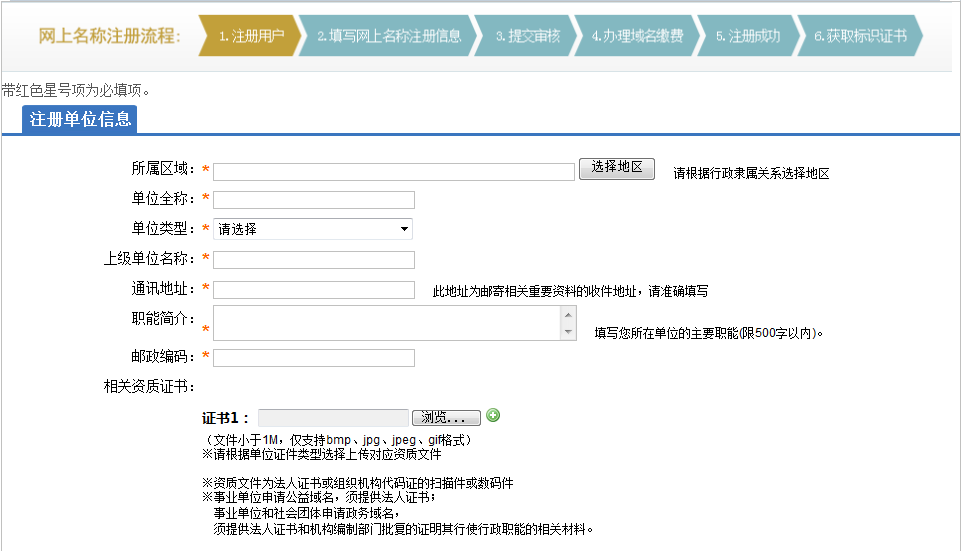 网上名称注册流程: 1. 注册用户 2.填写网上名称注册信息 3. 提交审核 4.办理域名缴费 5. 注册成功 6.获取标识证书
带红色星号项为必填项。
注册单位信息
所属区域：* 选择地区 请根据行政隶属关系选择地区
单位全称：*
单位类型：* 请选择
上级单位名称：*
通讯地址：* 此地址为邮寄相关重要资料的收件地址，请准确填写
职能简介：* 填写您所在单位的主要职能(限500字以内)。
邮政编码：*
相关资质证书：
证书1： 浏览...
（文件小于1M，仅支持bmp、jpg、jpeg、gif格式）
※请根据单位证件类型选择上传对应资质文件
※资质文件为法人证书或组织机构代码证的扫描件或数码件
※事业单位申请公益域名，须提供法人证书；
事业单位和社会团体申请政务域名，
须提供法人证书和机构编制部门批复的证明其行使行政职能的相关材料。